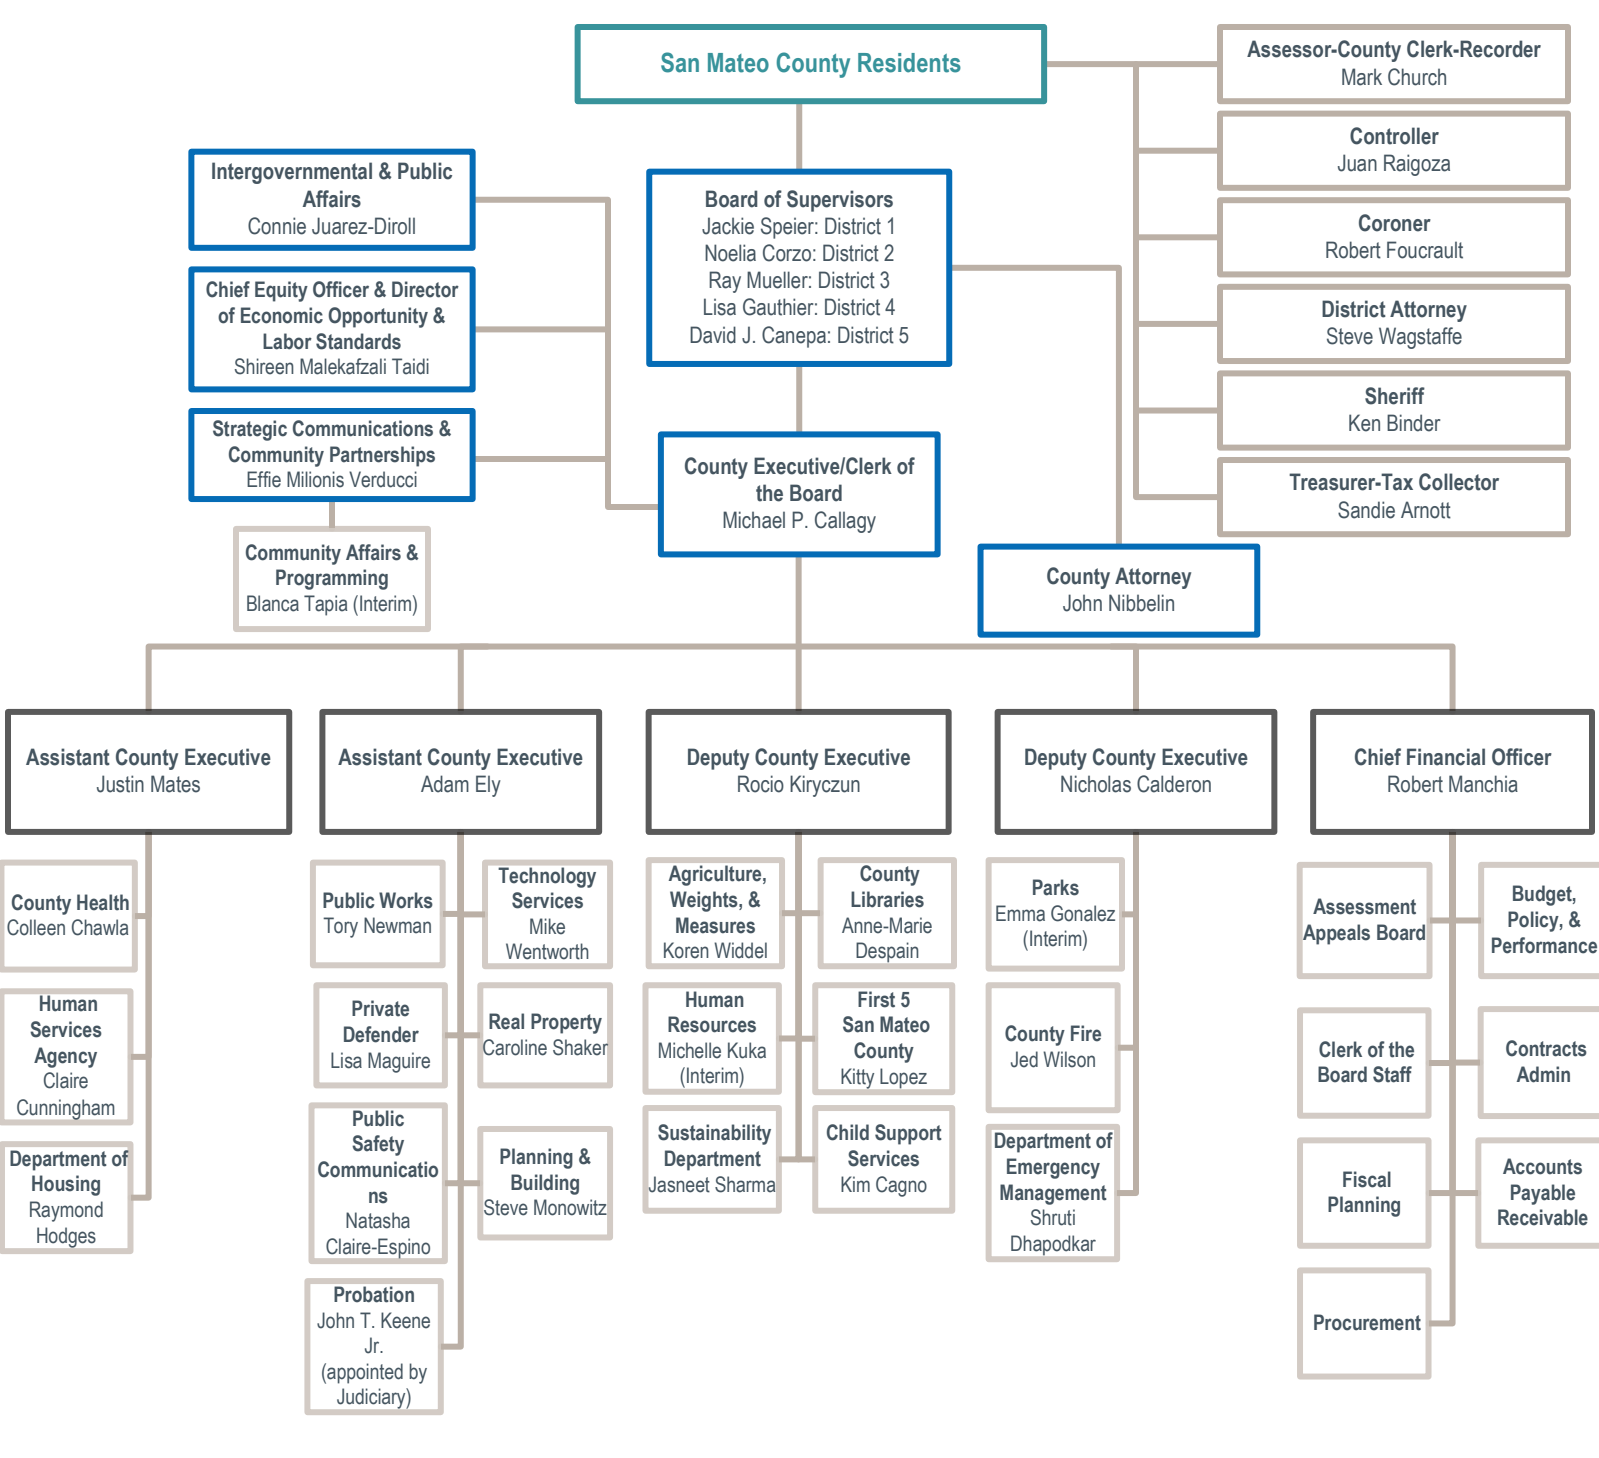 San Mateo County Residents
Assessor-County Clerk-Recorder
Mark Church
Controller
Juan Raigoza
Coroner
Robert Foucrault
District Attorney
Steve Wagstaffe
Sheriff
Ken Binder
Treasurer-Tax Collector
Sandie Arnott
Intergovernmental & Public
Affairs
Connie Juarez-Diroll
Chief Equity Officer & Director
of Economic Opportunity &
Labor Standards
Shireen Malekafzali Taidi
Strategic Communications &
Community Partnerships
Effie Milionis Verducci
Community Affairs &
Programming
Blanca Tapia (Interim)
Board of Supervisors
Jackie Speier: District 1
Noelia Corzo: District 2
Ray Mueller: District 3
Lisa Gauthier: District 4
David J. Canepa: District 5
County Executive/Clerk of
the Board
Michael P. Callagy
County Attorney
John Nibbelin
Assistant County Executive
Justin Mates
Assistant County Executive
Adam Ely
Deputy County Executive
Rocio Kiryczun
Deputy County Executive
Nicholas Calderon
Chief Financial Officer
Robert Manchia
County Health
Colleen Chawla
Human
Services
Agency
Claire
Cunningham
Department of
Housing
Raymond
Hodges
Public Works
Tory Newman
Technology
Services
Mike
Wentworth
Private
Defender
Lisa Maguire
Real Property
Caroline Shaker
Public
Safety
Communicatio
ns
Natasha
Claire-Espino
Planning &
Building
Steve Monowitz
Probation
John T. Keene
Jr.
(appointed by
Judiciary)
Agriculture,
Weights, &
Measures
Koren Widdel
County
Libraries
Anne-Marie
Despain
Human
Resources
Michelle Kuka
(Interim)
First 5
San Mateo
County
Kitty Lopez
Sustainability
Department
Jasneet Sharma
Child Support
Services
Kim Cagno
Parks
Emma Gonalez
(Interim)
County Fire
Jed Wilson
Department of
Emergency
Management
Shruti
Dhapodkar
Assessment
Appeals Board
Budget,
Policy, &
Performance
Clerk of the
Board Staff
Contracts
Admin
Fiscal
Planning
Accounts
Payable
Receivable
Procurement